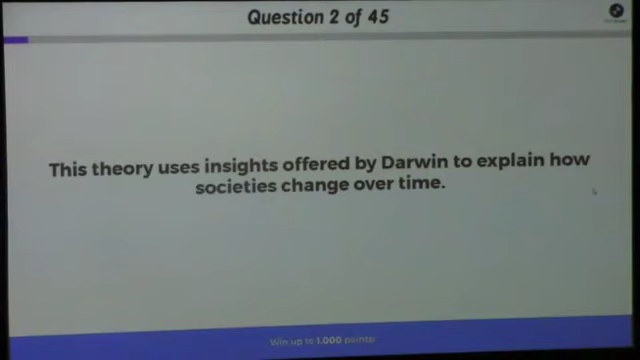 Question 2 of 45
This theory uses insights offered by Darwin to explain how
societies change over time.
Win up to 1,000 points